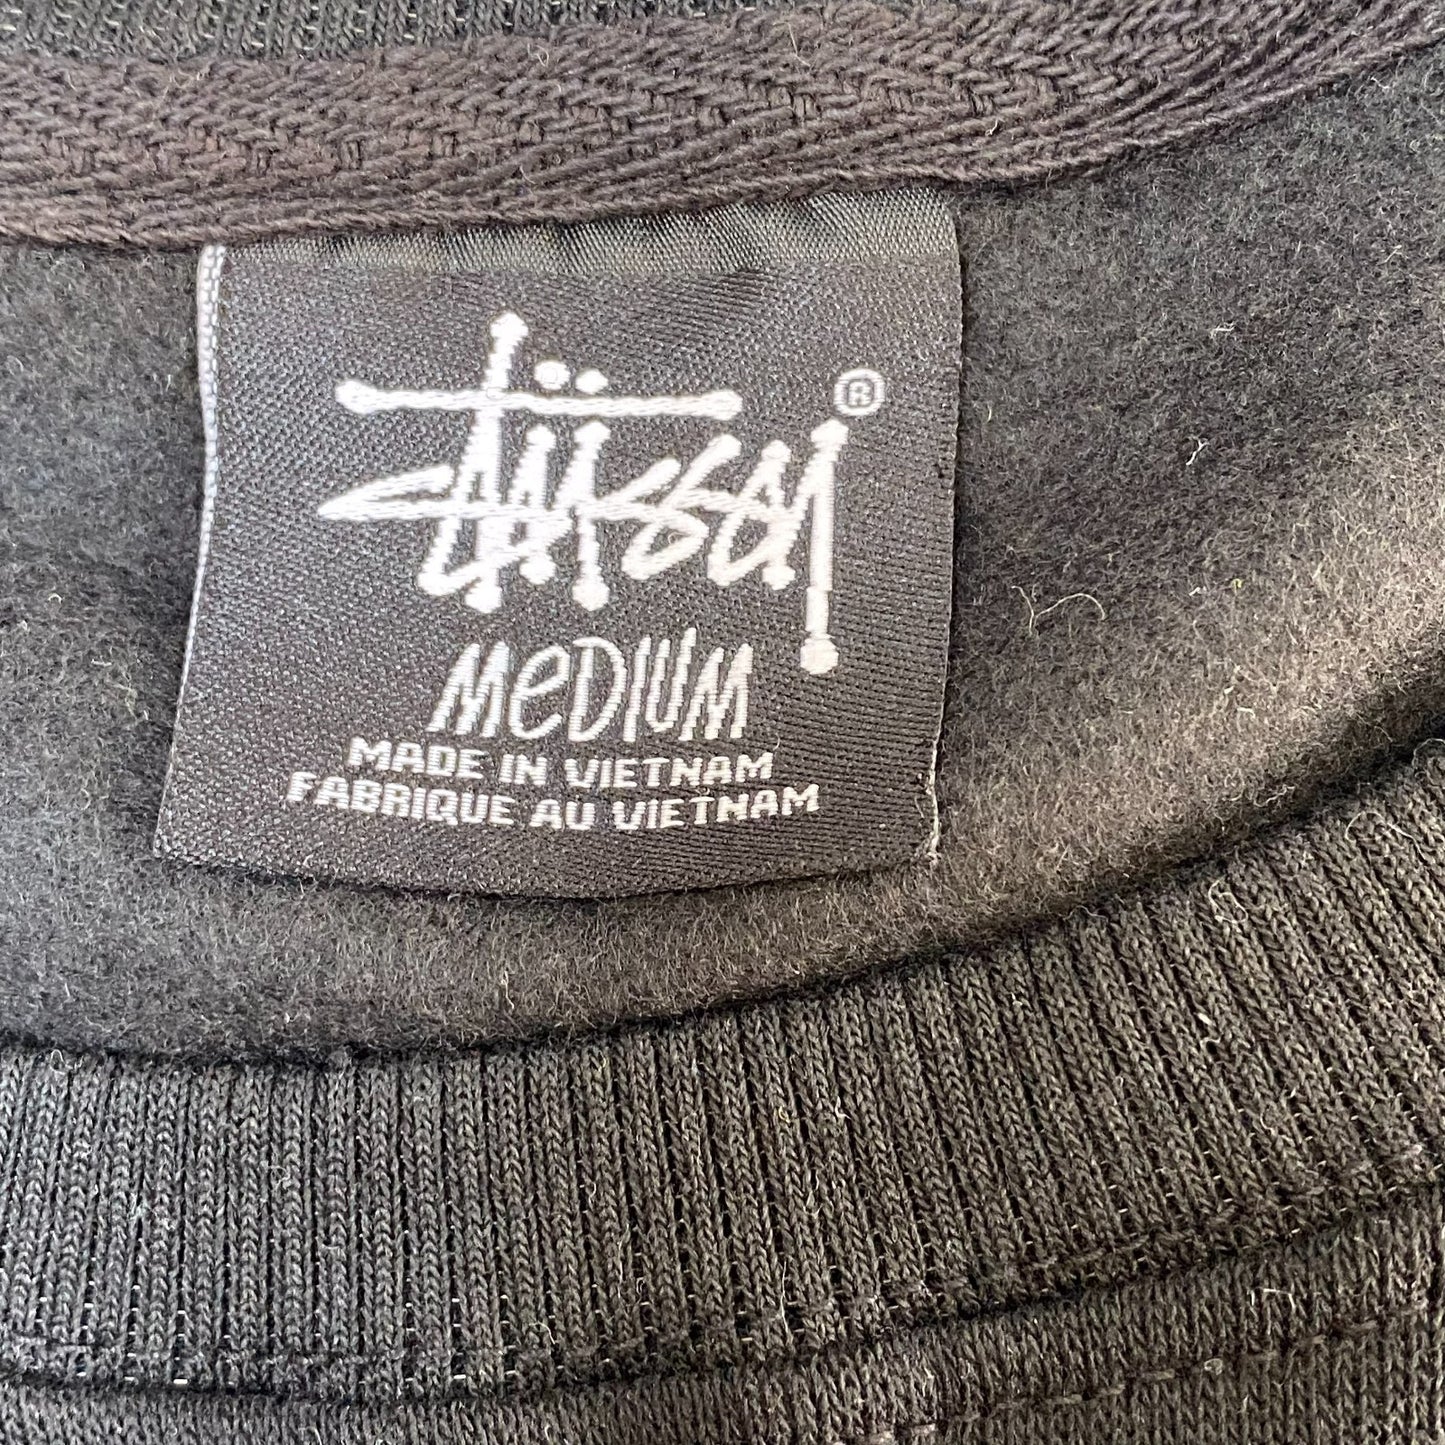 Stüssy ®
MEDIUM
MADE IN VIETNAM
FABRIQUE AU VIETNAM